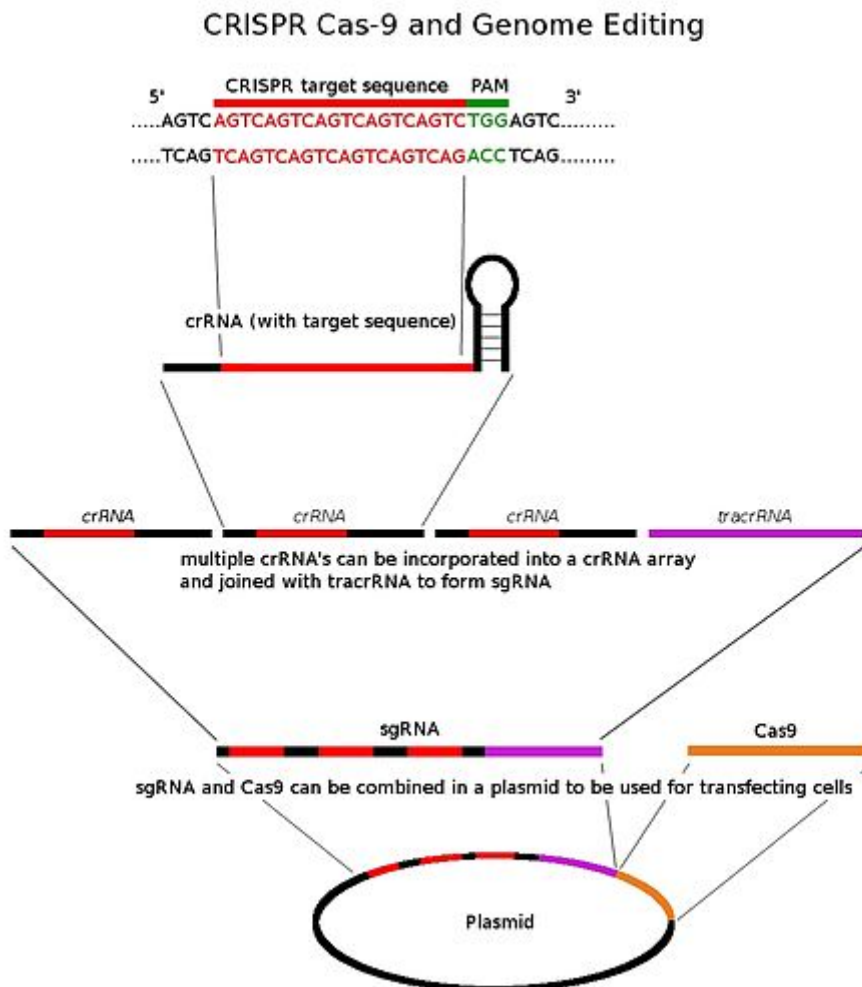 CRISPR Cas-9 and Genome Editing
CRISPR target sequence PAM
5' 3'
.....AGTCAGTCAGTCAGTCAGTCAGTCTGGAGTC.........
.....TCAGTCAGTCAGTCAGTCAGTCAGACCTCAG.........
crRNA (with target sequence)
crRNA crRNA crRNA tracrRNA
multiple crRNA's can be incorporated into a crRNA array
and joined with tracrRNA to form sgRNA
sgRNA Cas9
sgRNA and Cas9 can be combined in a plasmid to be used for transfecting cells
Plasmid